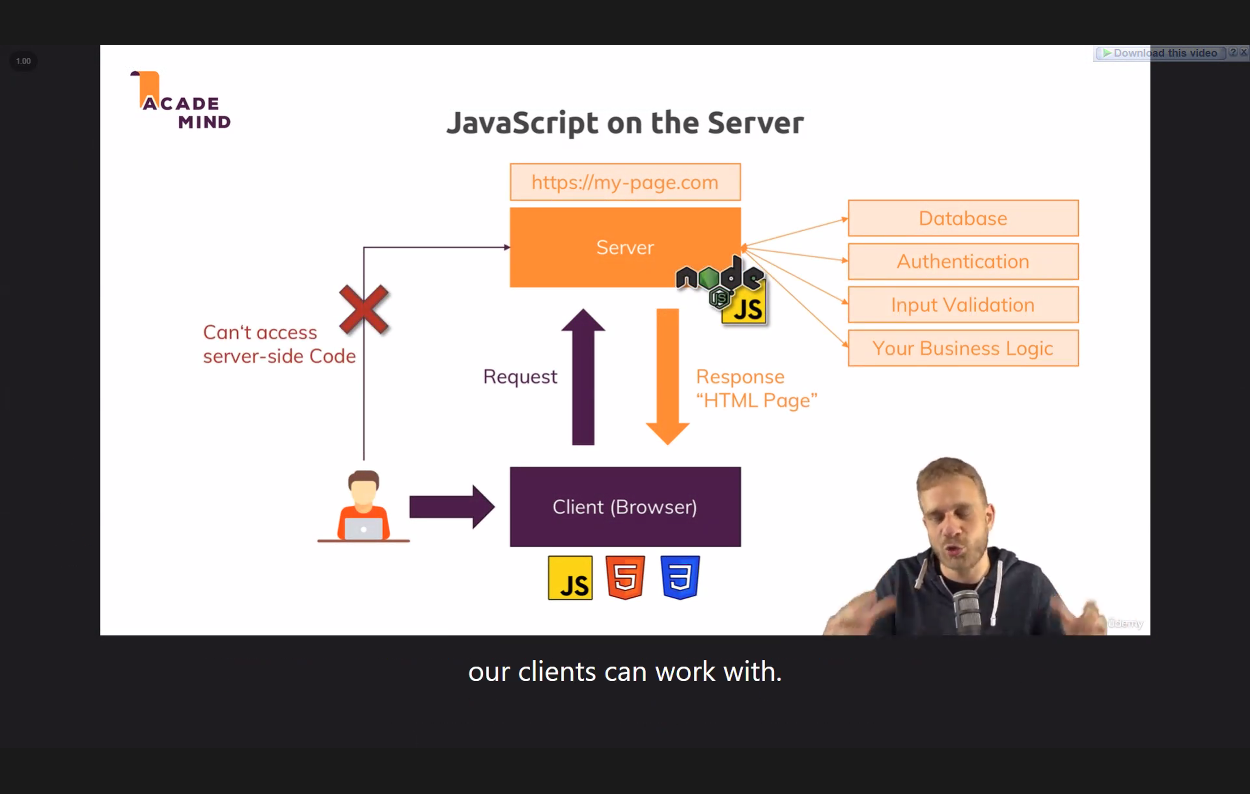 1.00
Download this video ? X
ACADE
MIND
JavaScript on the Server
https://my-page.com
Server
node
JS
JS
Database
Authentication
Input Validation
Your Business Logic
Can't access
server-side Code
Request
Response
“HTML Page”
Client (Browser)
JS
5
3
Udemy
our clients can work with.